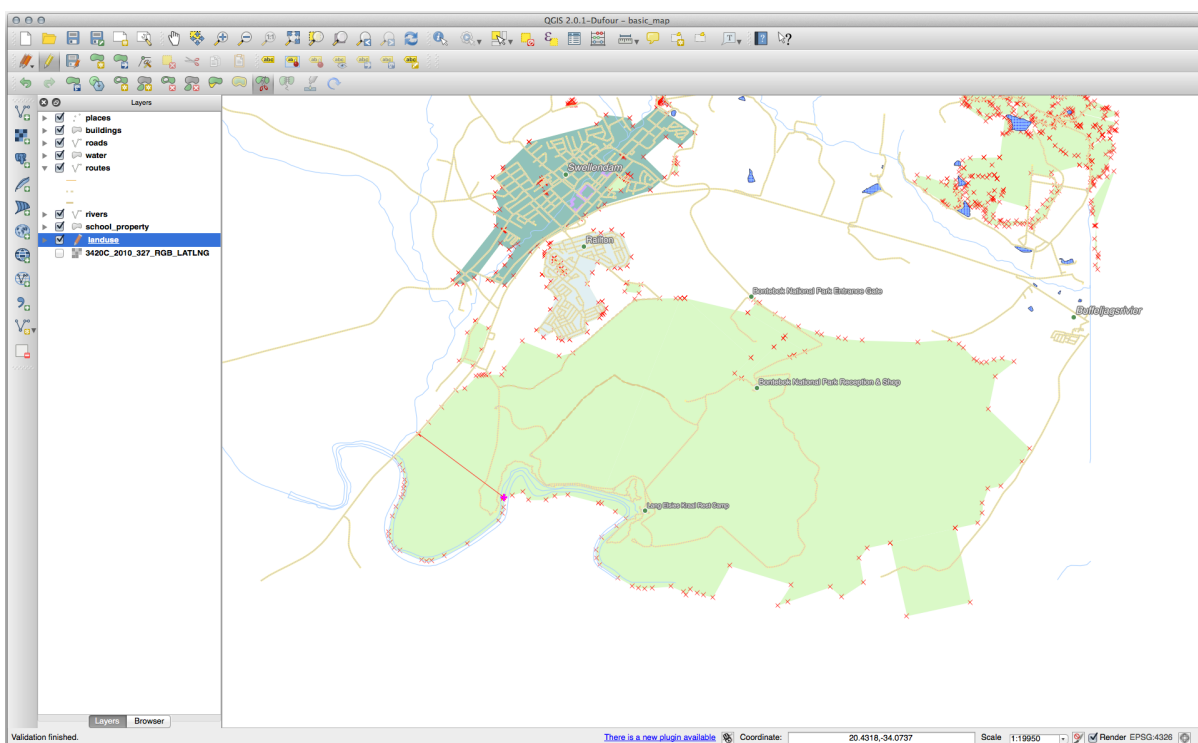 QGIS 2.0.1-Dufour - basic_map
Layers
places
buildings
roads
water
routes
rivers
school_property
landuse
3420C_2010_327_RGB_LATLNG
Swellendam
Railton
Bontebok National Park Entrance Gate
Buffeljagsrivier
Bontebok National Park Reception & Shop
Lang Elsies Kraal Rest Camp
Layers Browser
Validation finished. There is a new plugin available Coordinate: 20.4318,-34.0737 Scale 1:19950 Render EPSG:4326